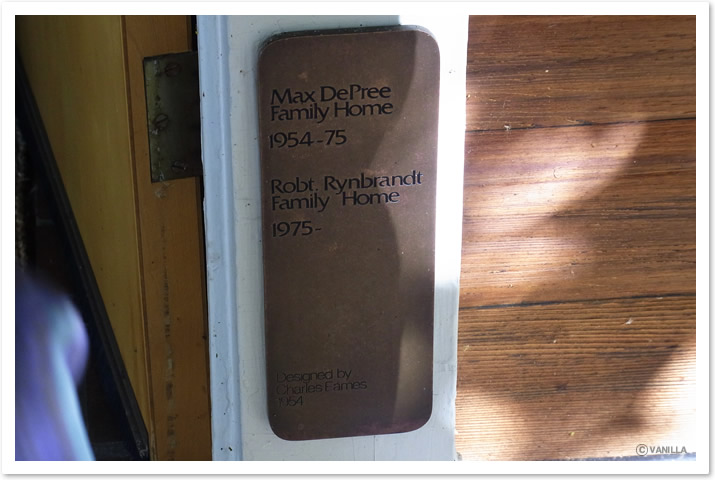 Max DePree
Family Home
1954-75
Robt. Rynbrandt
Family Home
1975-
Designed by
Charles Eames
1954
©VANILLA